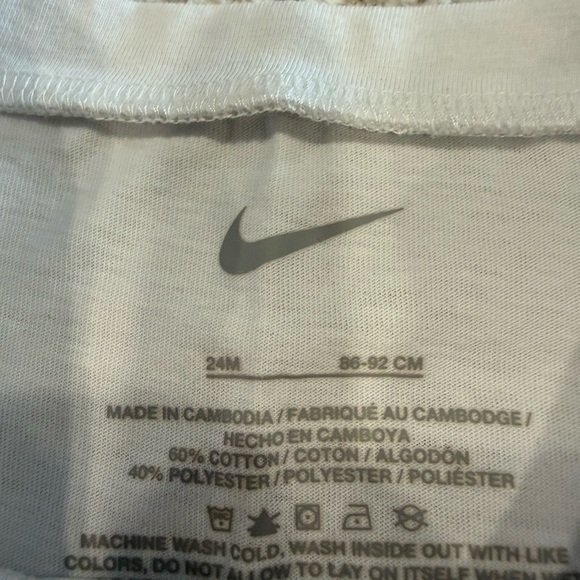 24M 86-92 CM
MADE IN CAMBODIA / FABRIQUÉ AU CAMBODGE /
HECHO EN CAMBOYA
60% COTTON / COTON / ALGODÓN
40% POLYESTER / POLYESTER / POLIÉSTER
MACHINE WASH COLD, WASH INSIDE OUT WITH LIKE
COLORS, DO NOT ALLOW TO LAY ON ITSELF WHEN